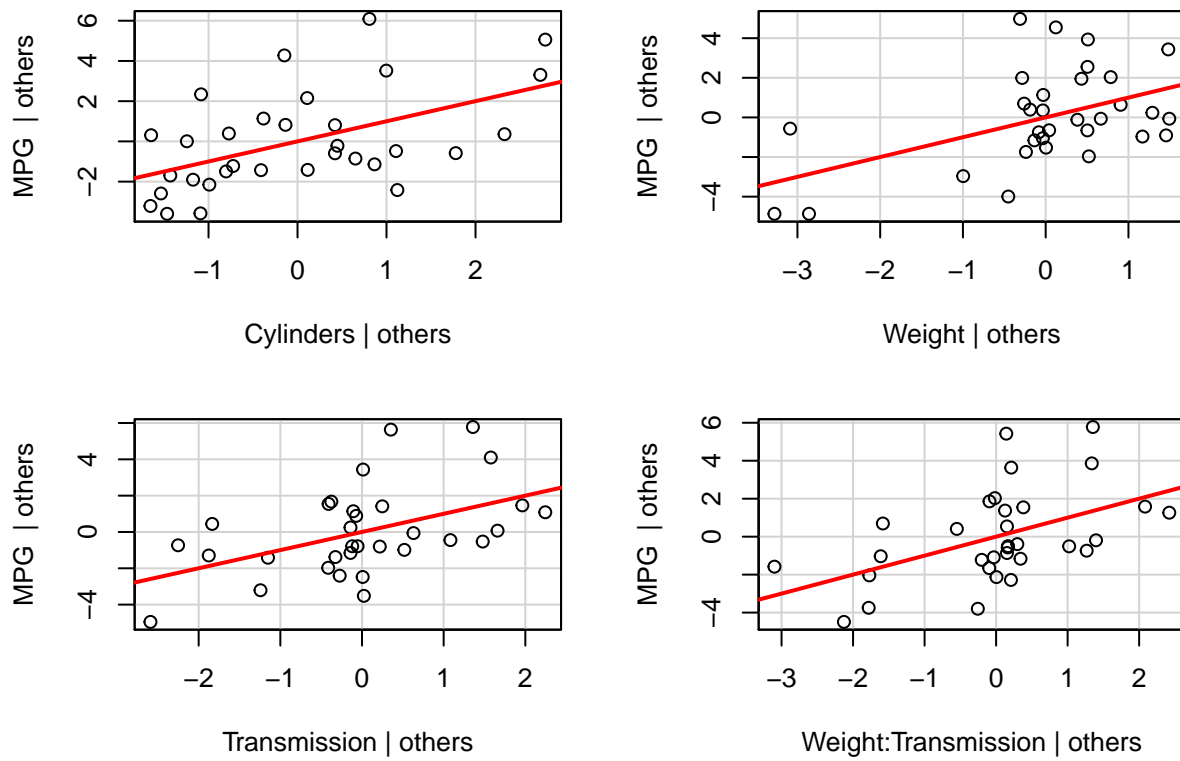 MPG | others
−2 2 4 6
−1 0 1 2
Cylinders | others
MPG | others
−4 0 2 4
−3 −2 −1 0 1
Weight | others
MPG | others
−4 0 4
−2 −1 0 1 2
Transmission | others
MPG | others
−4 0 2 4 6
−3 −2 −1 0 1 2
Weight:Transmission | others